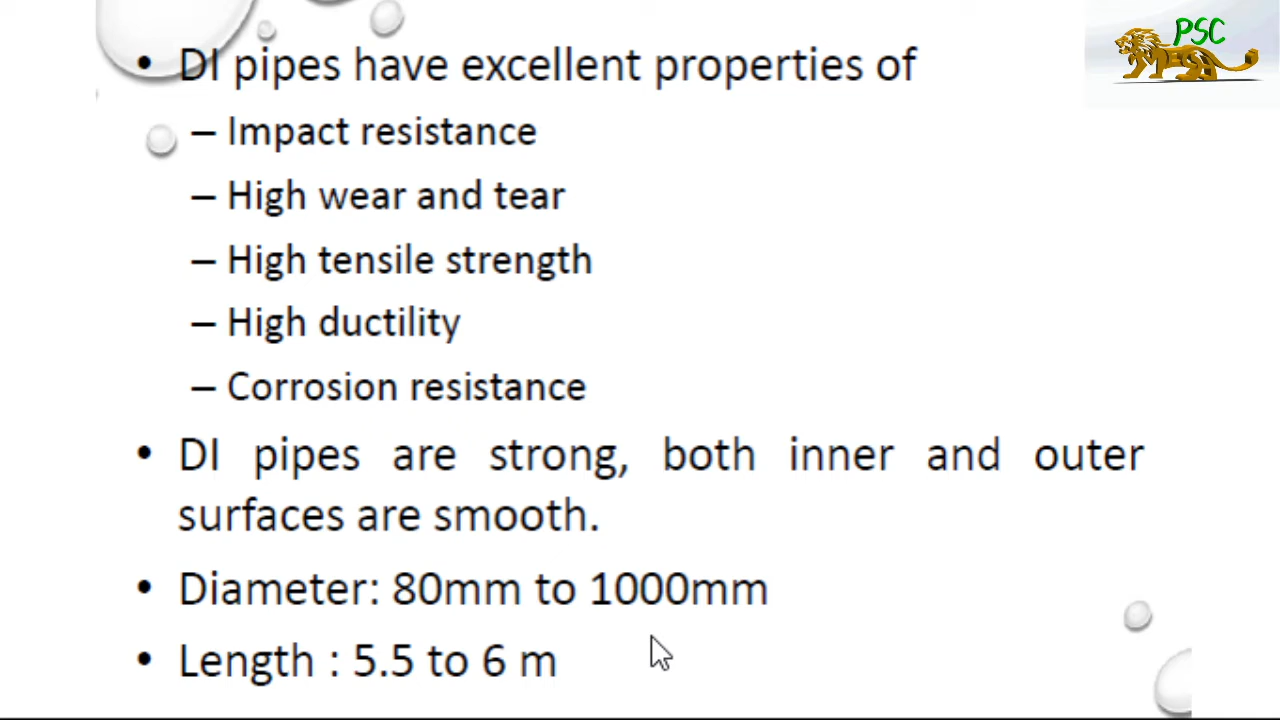 PSC
• DI pipes have excellent properties of
– Impact resistance
– High wear and tear
– High tensile strength
– High ductility
– Corrosion resistance
• DI pipes are strong, both inner and outer
surfaces are smooth.
• Diameter: 80mm to 1000mm
• Length : 5.5 to 6 m